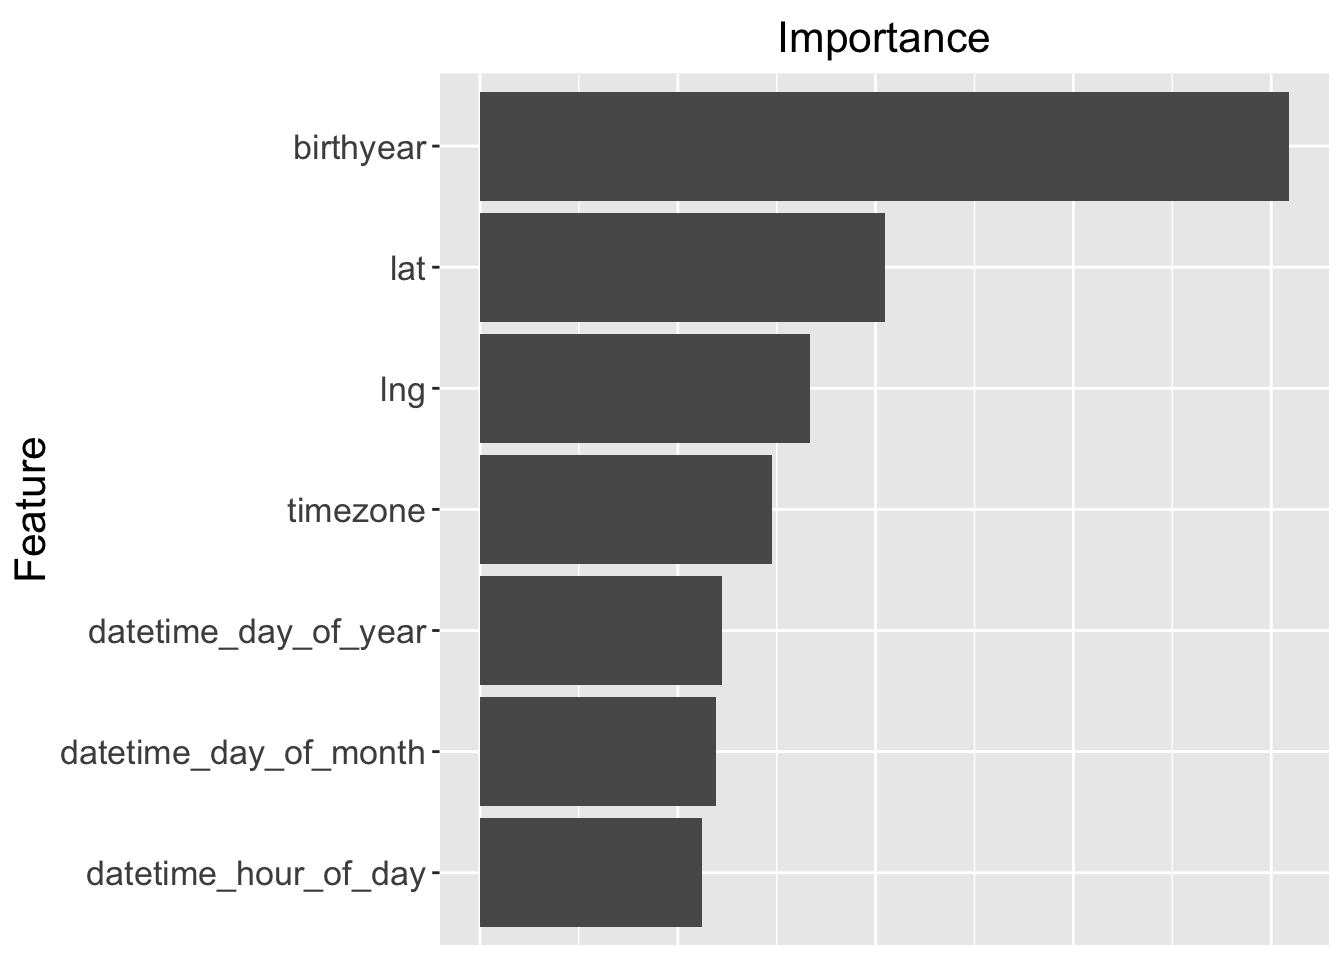 Importance
Feature
birthyear
lat
lng
timezone
datetime_day_of_year
datetime_day_of_month
datetime_hour_of_day